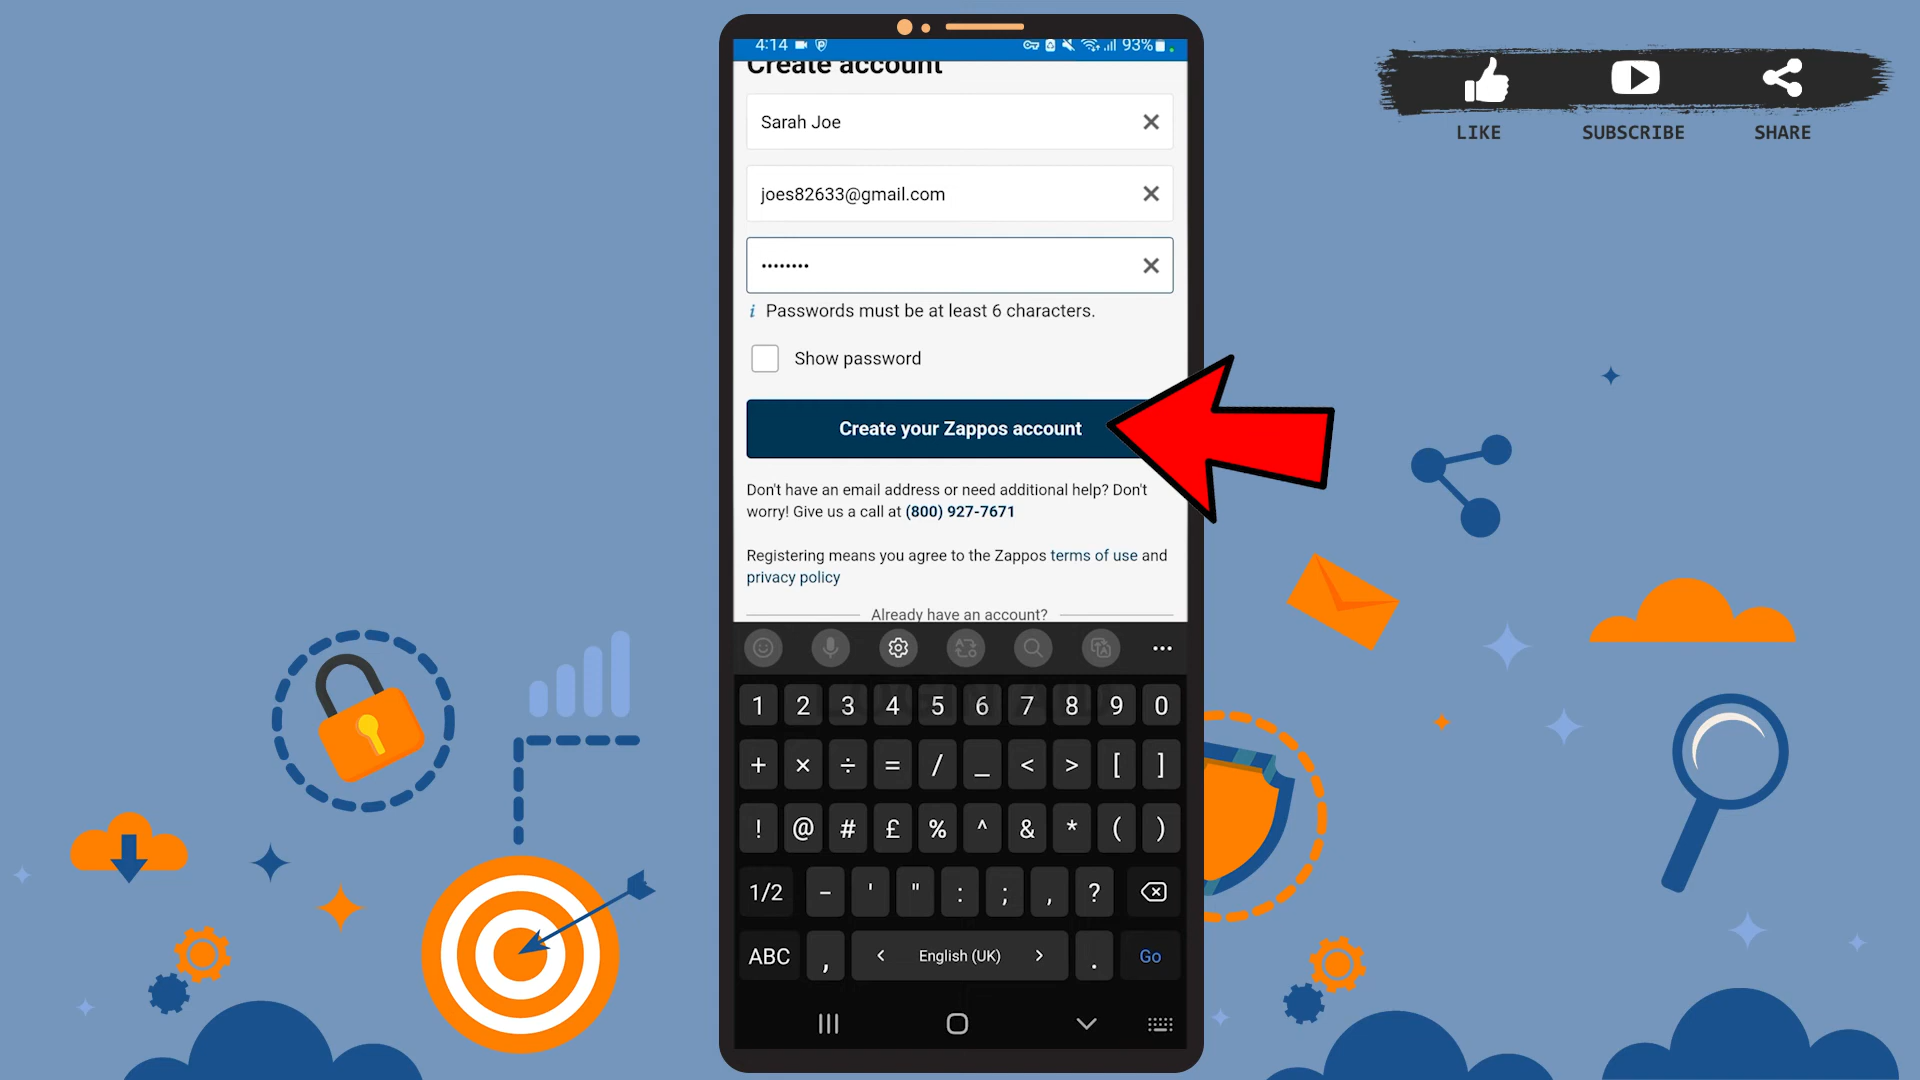 4:14 93%
Create account
Sarah Joe
joes82633@gmail.com
••••••••
i Passwords must be at least 6 characters.
Show password
Create your Zappos account
Don't have an email address or need additional help? Don't
worry! Give us a call at (800) 927-7671
Registering means you agree to the Zappos terms of use and
privacy policy
Already have an account?
1 2 3 4 5 6 7 8 9 0
+ × ÷ = / _ < > [ ]
! @ # £ % ^ & * ( )
1/2 - ' " : ; , ?
ABC , < English (UK) > . Go
LIKE SUBSCRIBE SHARE